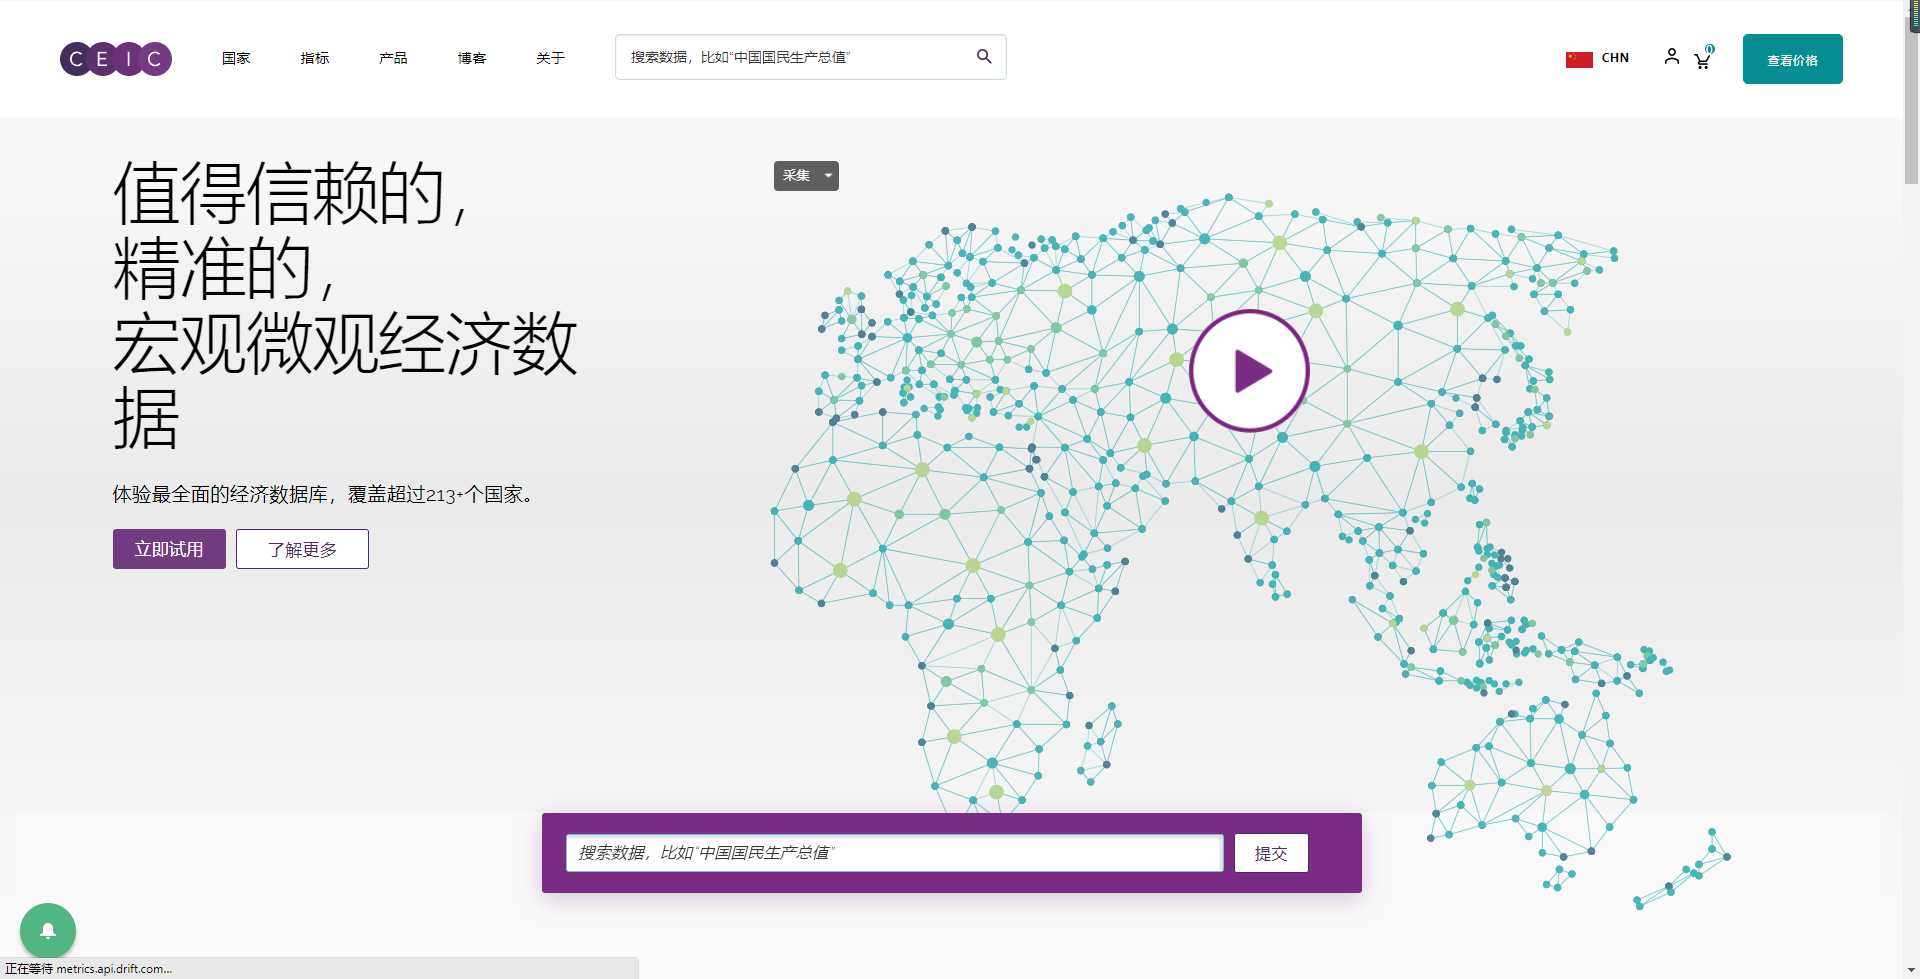 CEIC
国家
指标
产品
博客
关于
搜索数据，比如“中国国民生产总值”
CHN
0
查看价格
值得信赖的，
精准的，
宏观微观经济数
据
采集
体验最全面的经济数据库，覆盖超过213+个国家。
立即试用
了解更多
搜索数据，比如“中国国民生产总值”
提交
正在等待 metrics.api.drift.com...